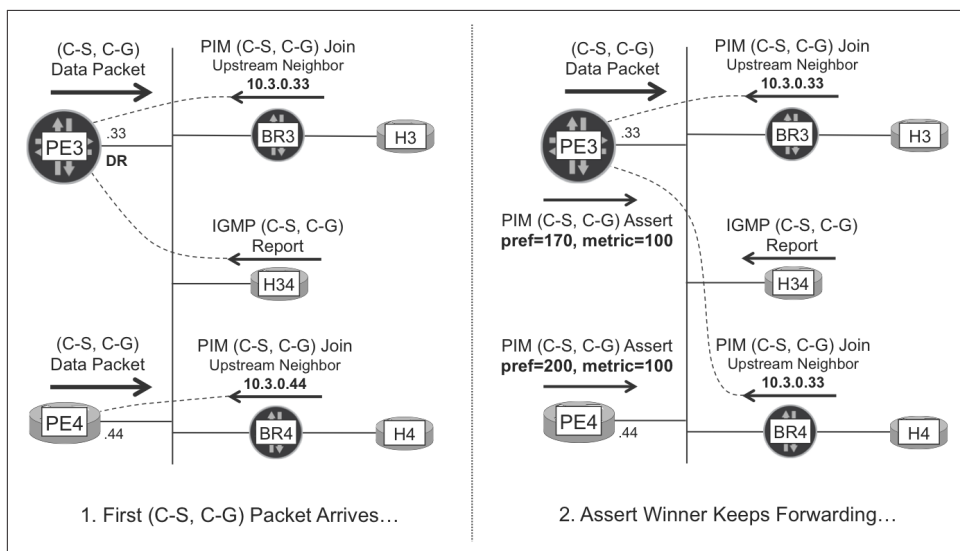 (C-S, C-G)
Data Packet
PIM (C-S, C-G) Join
Upstream Neighbor
10.3.0.33
.33
PE3
DR
BR3
H3
IGMP (C-S, C-G)
Report
H34
(C-S, C-G)
Data Packet
PIM (C-S, C-G) Join
Upstream Neighbor
10.3.0.44
PE4
.44
BR4
H4
1. First (C-S, C-G) Packet Arrives…
(C-S, C-G)
Data Packet
PIM (C-S, C-G) Join
Upstream Neighbor
10.3.0.33
.33
PE3
BR3
H3
PIM (C-S, C-G) Assert
pref=170, metric=100
IGMP (C-S, C-G)
Report
H34
PIM (C-S, C-G) Assert
pref=200, metric=100
PIM (C-S, C-G) Join
Upstream Neighbor
10.3.0.33
PE4
.44
BR4
H4
2. Assert Winner Keeps Forwarding…